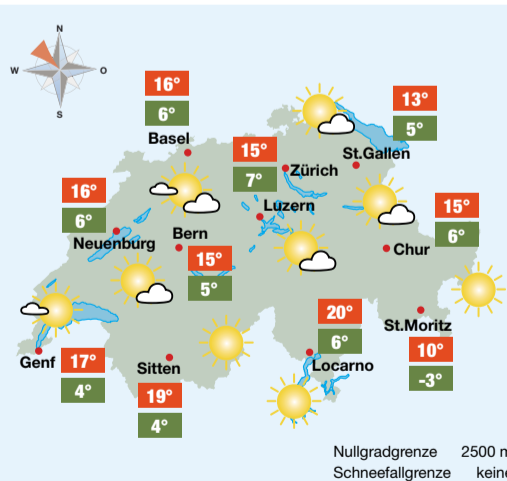 N
W
O
S
16°
6°
Basel
13°
5°
St.Gallen
15°
7°
Zürich
Luzern
16°
6°
Neuenburg
Bern
15°
5°
15°
6°
Chur
St.Moritz
10°
-3°
20°
6°
Locarno
Genf
17°
4°
Sitten
19°
4°
Nullgradgrenze 2500 m
Schneefallgrenze keine